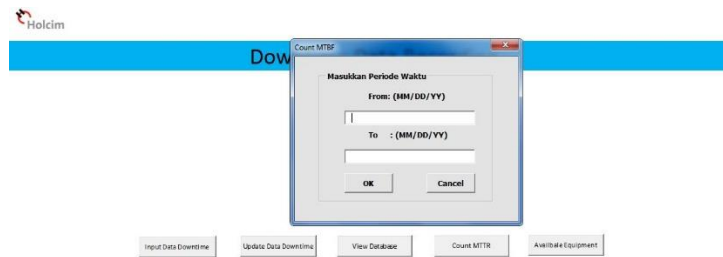 Holcim
Dow
Count MTBF
Masukkan Periode Waktu
From: (MM/DD/YY)
To : (MM/DD/YY)
OK
Cancel
Input Data Downtime
Update Data Downtime
View Database
Count MTTR
Availbale Equipment